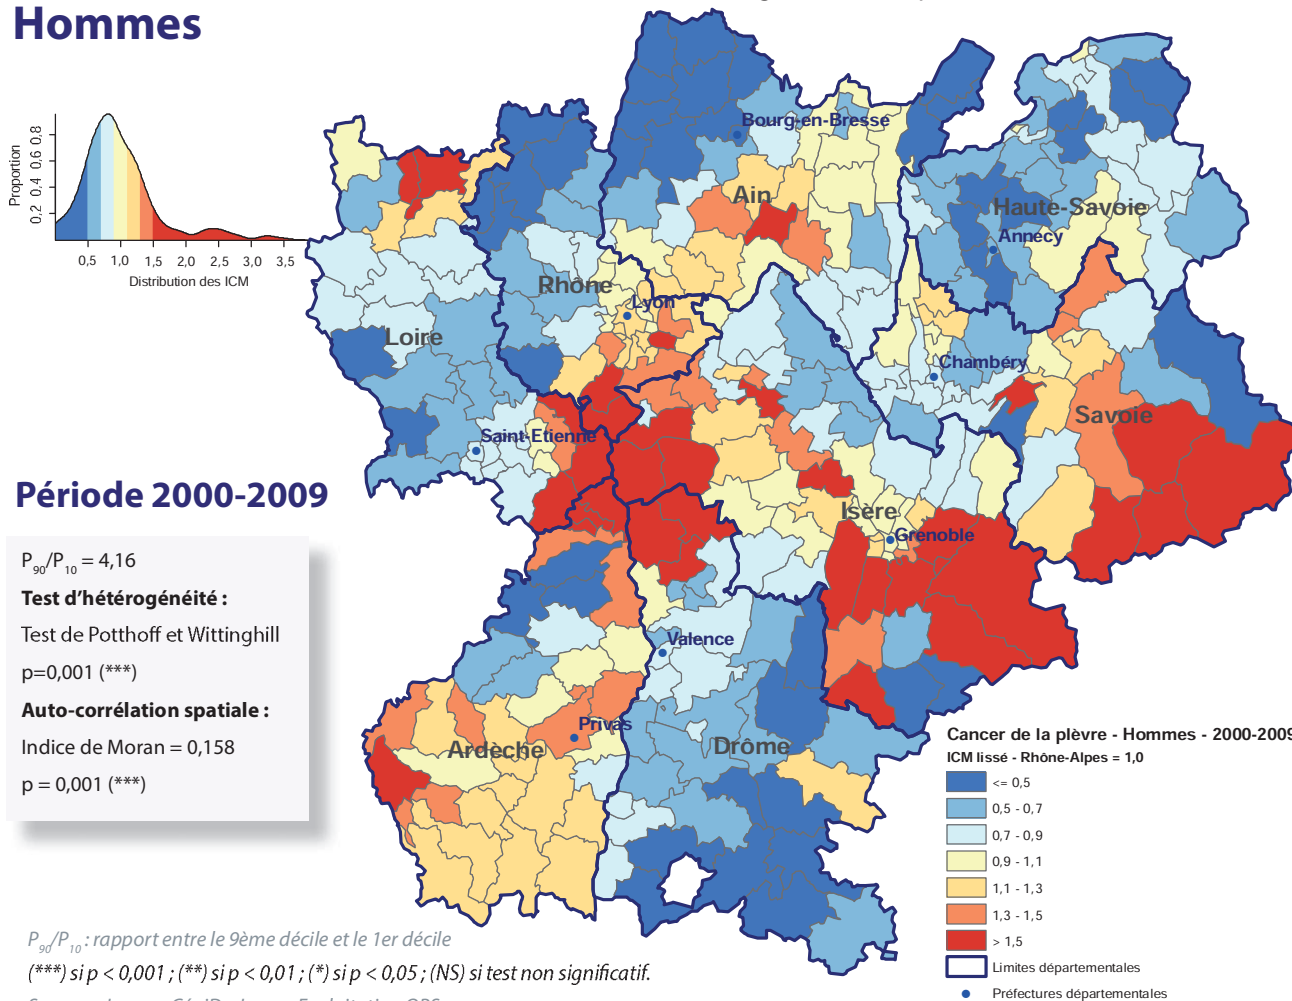 Hommes
Proportion
0,2 0,4 0,6 0,8
0,5 1,0 1,5 2,0 2,5 3,0 3,5
Distribution des ICM
Bourg-en-Bresse
Ain
Haute-Savoie
Annecy
Rhône
Lyon
Loire
Chambéry
Savoie
Saint-Etienne
Période 2000-2009
Isère
Grenoble
P90/P10 = 4,16
Test d'hétérogénéité :
Test de Potthoff et Wittinghill
p=0,001 (***)
Auto-corrélation spatiale :
Indice de Moran = 0,158
p = 0,001 (***)
Valence
Privas
Ardèche
Drôme
Cancer de la plèvre - Hommes - 2000-2009
ICM lissé - Rhône-Alpes = 1,0
<= 0,5
0,5 - 0,7
0,7 - 0,9
0,9 - 1,1
1,1 - 1,3
1,3 - 1,5
> 1,5
Limites départementales
Préfectures départementales
P90/P10 : rapport entre le 9ème décile et le 1er décile
(***) si p < 0,001 ; (**) si p < 0,01 ; (*) si p < 0,05 ; (NS) si test non significatif.